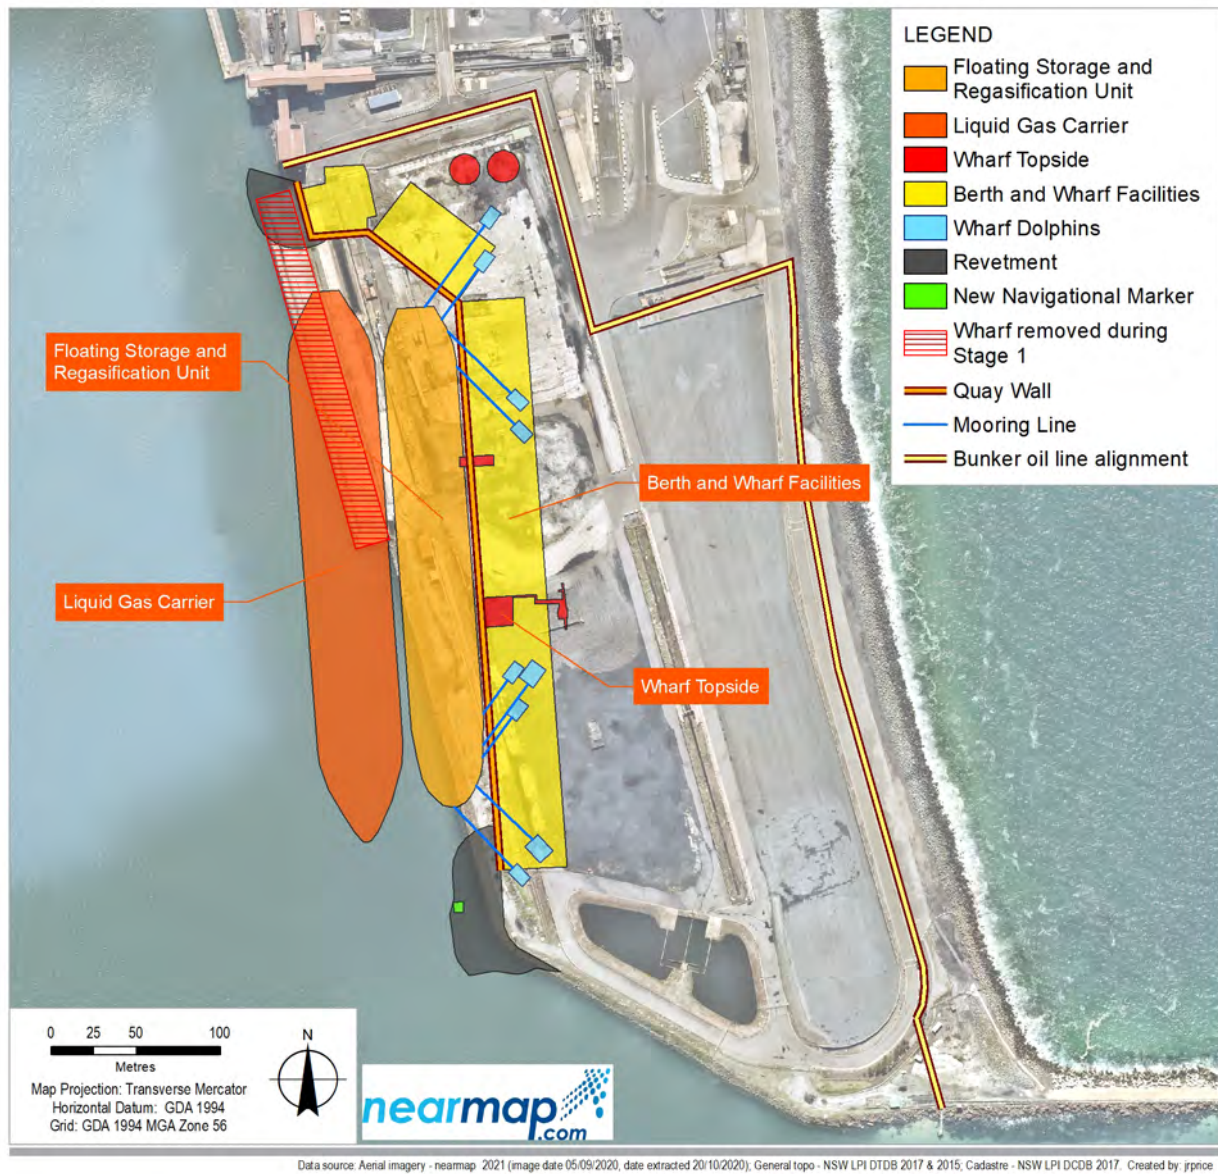 LEGEND
Floating Storage and
Regasification Unit
Liquid Gas Carrier
Wharf Topside
Berth and Wharf Facilities
Wharf Dolphins
Revetment
New Navigational Marker
Wharf removed during
Stage 1
Quay Wall
Mooring Line
Bunker oil line alignment
Floating Storage and
Regasification Unit
Berth and Wharf Facilities
Liquid Gas Carrier
Wharf Topside
0 25 50 100
Metres
Map Projection: Transverse Mercator
Horizontal Datum: GDA 1994
Grid: GDA 1994 MGA Zone 56
N
nearmap
.com
Data source: Aerial imagery - nearmap 2021 (image date 05/09/2020, date extracted 20/10/2020); General topo - NSW LPI DTDB 2017 & 2015; Cadastre - NSW LPI DCDB 2017. Created by: jrprice